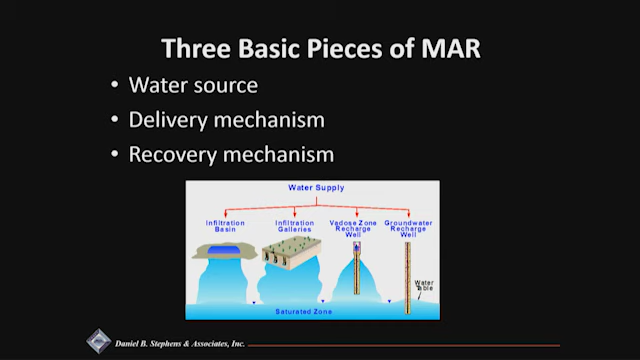 Three Basic Pieces of MAR
• Water source
• Delivery mechanism
• Recovery mechanism
Water Supply
Infiltration Basin
Infiltration Galleries
Vadose Zone Recharge Well
Groundwater Recharge Well
Water Table
Saturated Zone
Daniel B. Stephens & Associates, Inc.